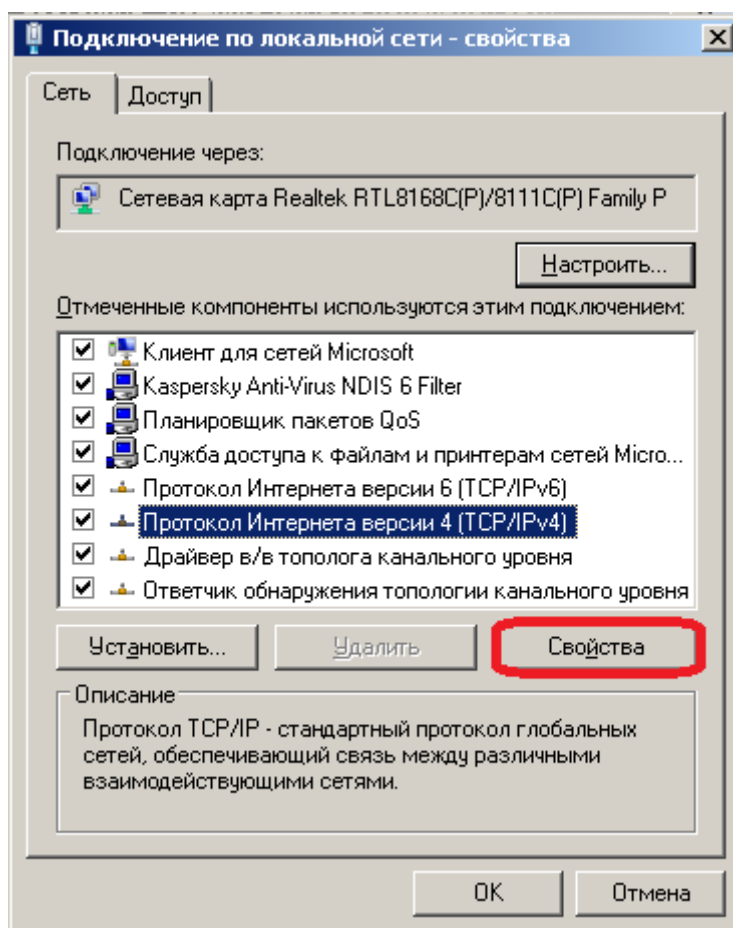 Подключение по локальной сети - свойства
Сеть
Доступ
Подключение через:
Сетевая карта Realtek RTL8168C(P)/8111C(P) Family P
Настроить...
Отмеченные компоненты используются этим подключением:
Клиент для сетей Microsoft
Kaspersky Anti-Virus NDIS 6 Filter
Планировщик пакетов QoS
Служба доступа к файлам и принтерам сетей Micro...
Протокол Интернета версии 6 (TCP/IPv6)
Протокол Интернета версии 4 (TCP/IPv4)
Драйвер в/в тополога канального уровня
Ответчик обнаружения топологии канального уровня
Установить...
Удалить
Свойства
Описание
Протокол TCP/IP - стандартный протокол глобальных
сетей, обеспечивающий связь между различными
взаимодействующими сетями.
OK
Отмена